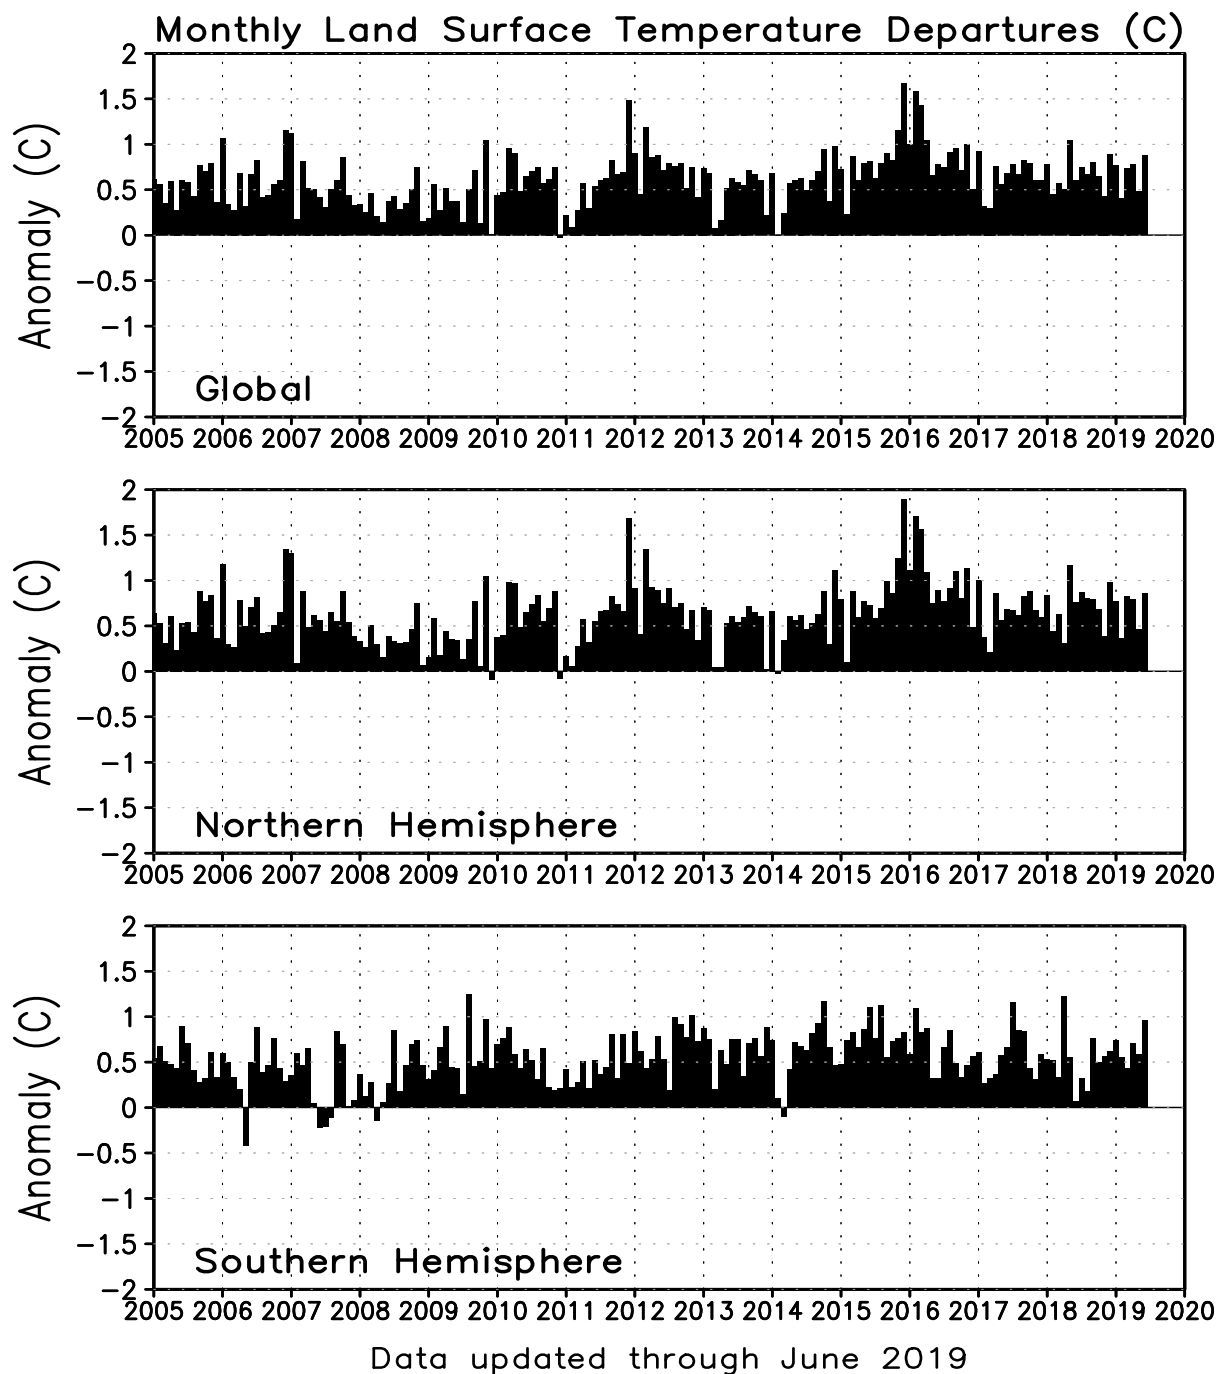 Monthly Land Surface Temperature Departures (C)
2
1.5
1
0.5
0
−0.5
−1
−1.5
−2
Anomaly (C)
Global
2005 2006 2007 2008 2009 2010 2011 2012 2013 2014 2015 2016 2017 2018 2019 2020
2
1.5
1
0.5
0
−0.5
−1
−1.5
−2
Anomaly (C)
Northern Hemisphere
2005 2006 2007 2008 2009 2010 2011 2012 2013 2014 2015 2016 2017 2018 2019 2020
2
1.5
1
0.5
0
−0.5
−1
−1.5
−2
Anomaly (C)
Southern Hemisphere
2005 2006 2007 2008 2009 2010 2011 2012 2013 2014 2015 2016 2017 2018 2019 2020
Data updated through June 2019